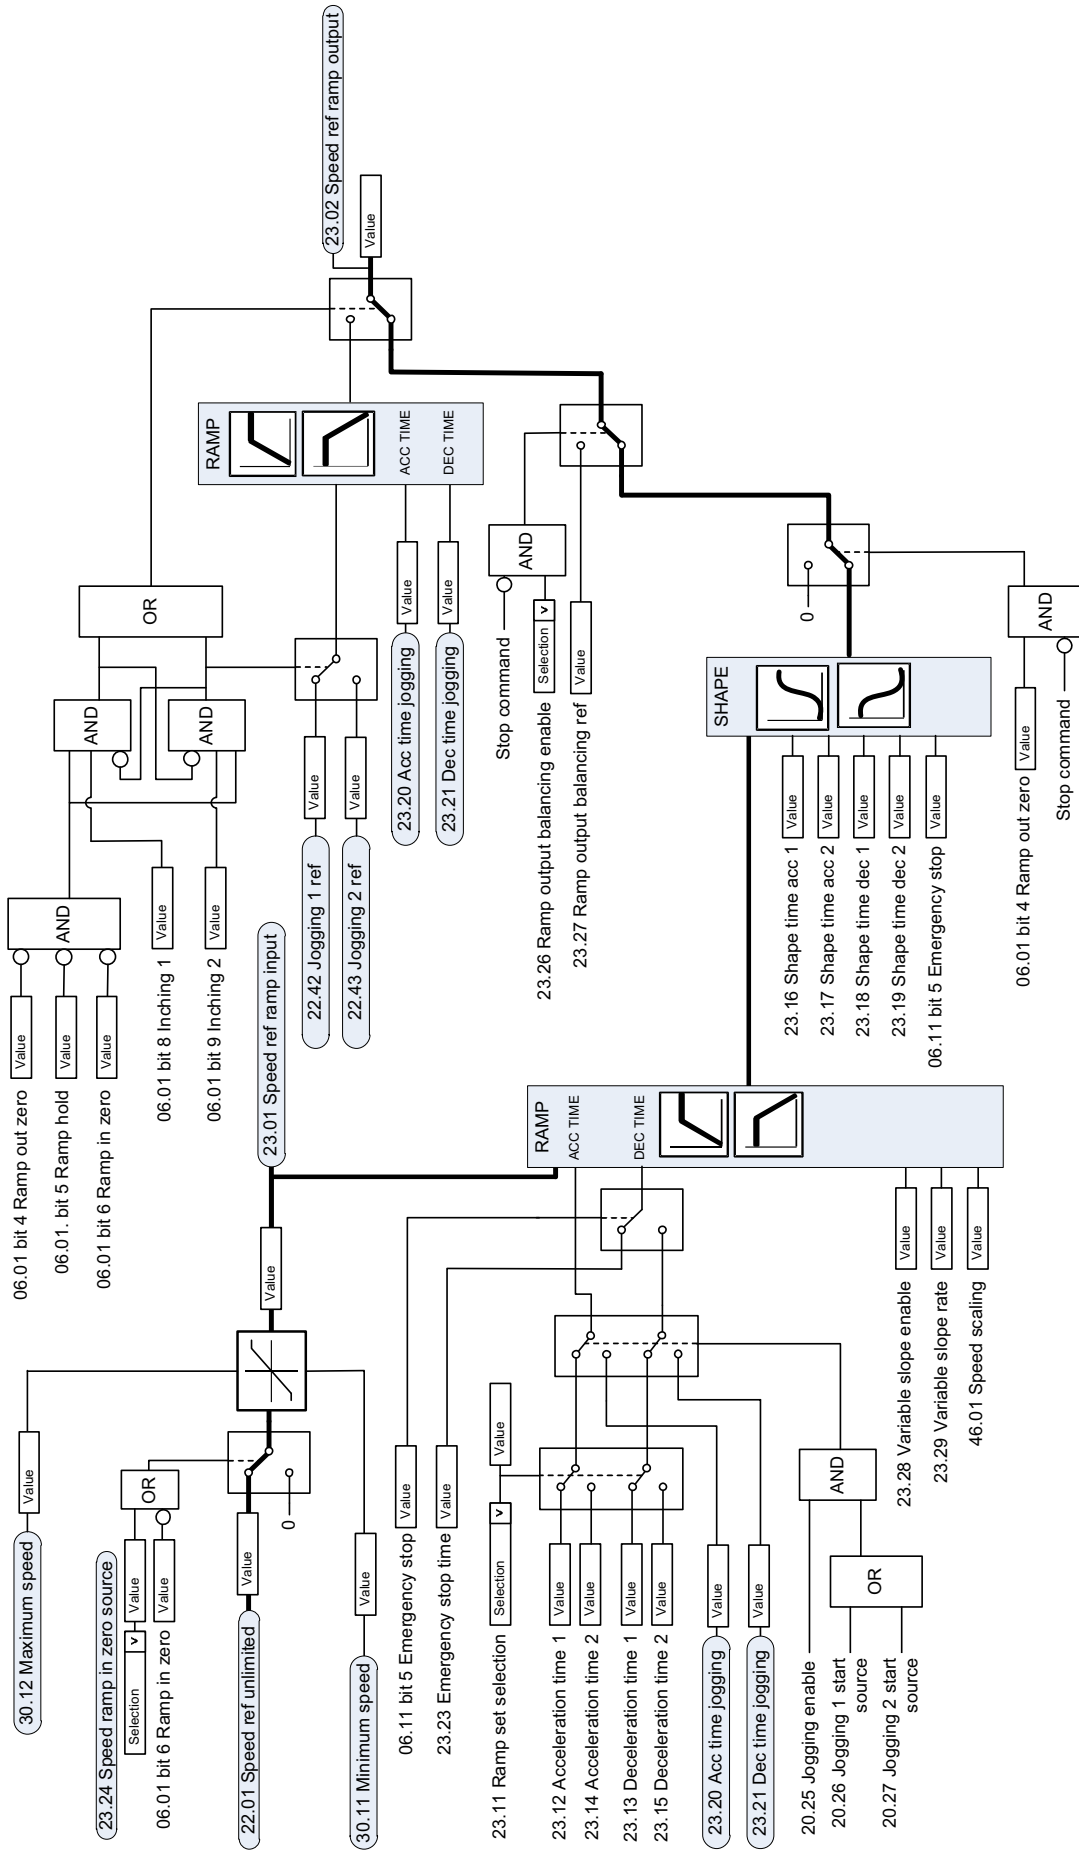 30.12 Maximum speed
Value
23.24 Speed ramp in zero source
Selection
v
Value
06.01 bit 6 Ramp in zero
Value
OR
22.01 Speed ref unlimited
Value
0
30.11 Minimum speed
Value
Value
23.01 Speed ref ramp input
06.11 bit 5 Emergency stop
Value
23.23 Emergency stop time
Value
23.11 Ramp set selection
Selection
v
Value
23.12 Acceleration time 1
Value
23.14 Acceleration time 2
Value
23.13 Deceleration time 1
Value
23.15 Deceleration time 2
Value
23.20 Acc time jogging
Value
23.21 Dec time jogging
Value
20.25 Jogging enable
20.26 Jogging 1 start
source
20.27 Jogging 2 start
source
OR
AND
23.28 Variable slope enable
Value
23.29 Variable slope rate
Value
46.01 Speed scaling
Value
RAMP
ACC TIME
DEC TIME
06.01 bit 4 Ramp out zero
Value
06.01. bit 5 Ramp hold
Value
06.01 bit 6 Ramp in zero
Value
AND
06.01 bit 8 Inching 1
Value
06.01 bit 9 Inching 2
Value
AND
AND
OR
22.42 Jogging 1 ref
Value
22.43 Jogging 2 ref
Value
23.20 Acc time jogging
Value
23.21 Dec time jogging
Value
RAMP
ACC TIME
DEC TIME
Stop command
23.26 Ramp output balancing enable
Selection
v
AND
23.27 Ramp output balancing ref
Value
23.16 Shape time acc 1
Value
23.17 Shape time acc 2
Value
23.18 Shape time dec 1
Value
23.19 Shape time dec 2
Value
06.11 bit 5 Emergency stop
Value
SHAPE
0
06.01 bit 4 Ramp out zero
Value
Stop command
AND
23.02 Speed ref ramp output
Value